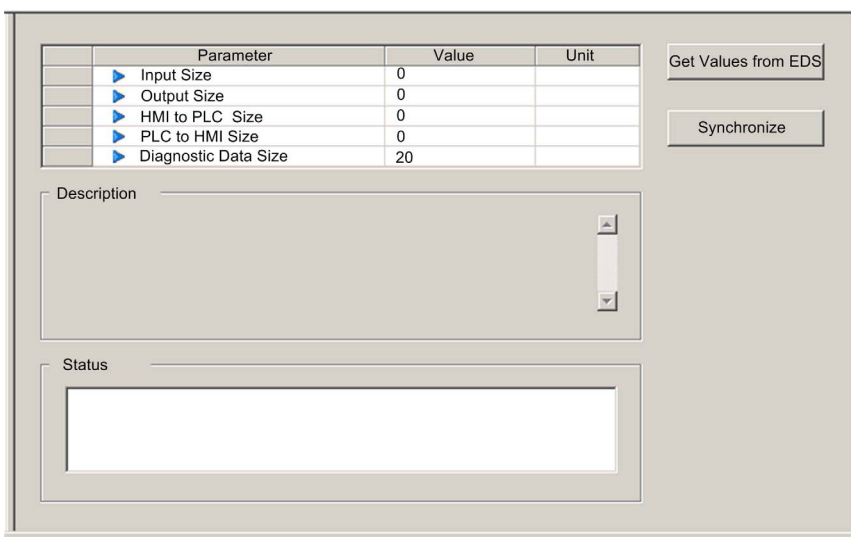 Parameter Value Unit
Input Size 0
Output Size 0
HMI to PLC Size 0
PLC to HMI Size 0
Diagnostic Data Size 20
Get Values from EDS
Synchronize
Description
Status